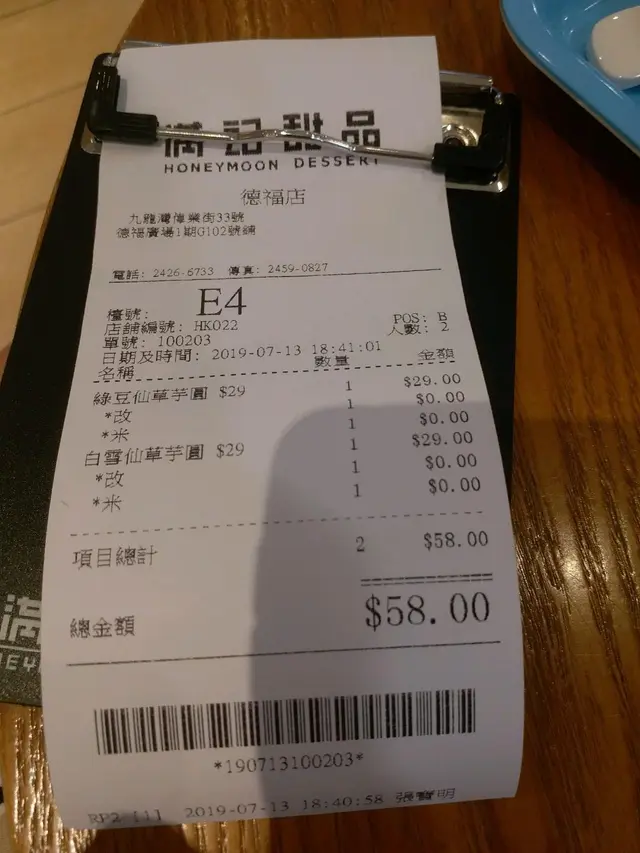 滿記甜品
HONEYMOON DESSERT
德福店
九龍灣偉業街33號
德福廣場1期G102號舖
電話: 2426-6733 傳真: 2459-0827
檯號: E4
店舖編號: HK022 POS: B
單號: 100203 人數: 2
日期及時間: 2019-07-13 18:41:01
名稱 數量 金額
綠豆仙草芋圓 $29 1 $29.00
*改 1 $0.00
*米 1 $0.00
白雪仙草芋圓 $29 1 $29.00
*改 1 $0.00
*米 1 $0.00
項目總計 2 $58.00
總金額 $58.00
*190713100203*
RP2 [1] 2019-07-13 18:40:58 張寶明
滿